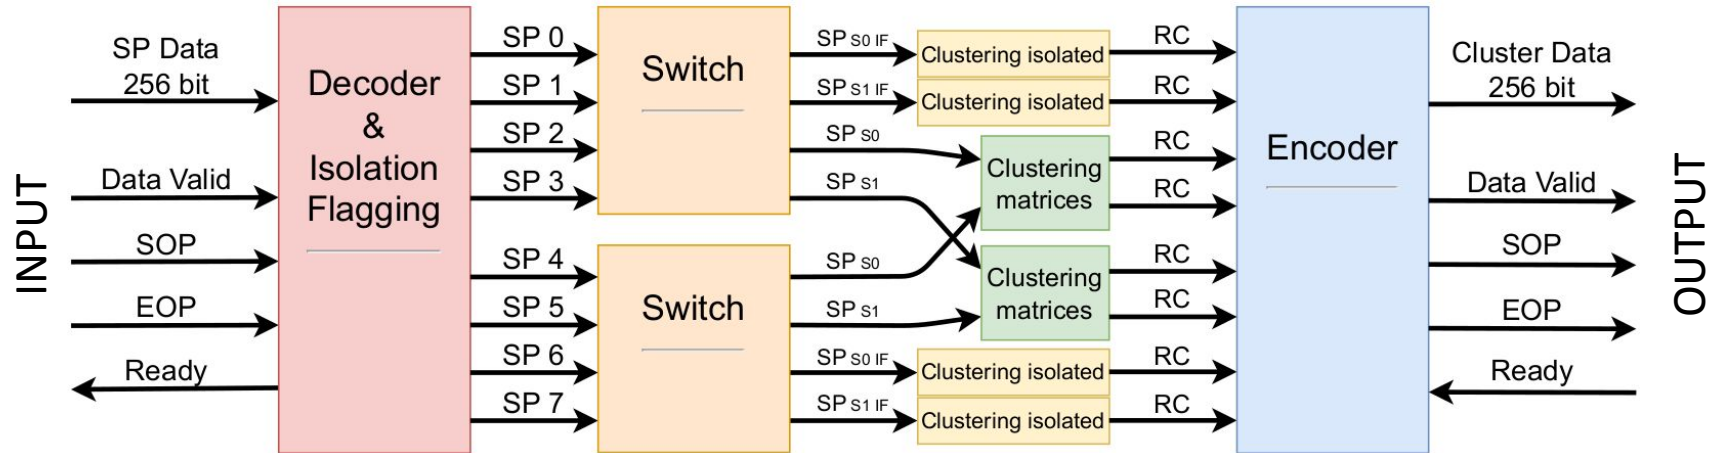 INPUT
SP Data
256 bit
Data Valid
SOP
EOP
Ready
Decoder
&
Isolation
Flagging
SP 0
SP 1
SP 2
SP 3
SP 4
SP 5
SP 6
SP 7
Switch
Switch
SP S0 IF
SP S1 IF
SP S0
SP S1
SP S0
SP S1
SP S0 IF
SP S1 IF
Clustering isolated
Clustering isolated
Clustering
matrices
Clustering
matrices
Clustering isolated
Clustering isolated
RC
RC
RC
RC
RC
RC
RC
RC
Encoder
Cluster Data
256 bit
Data Valid
SOP
EOP
Ready
OUTPUT